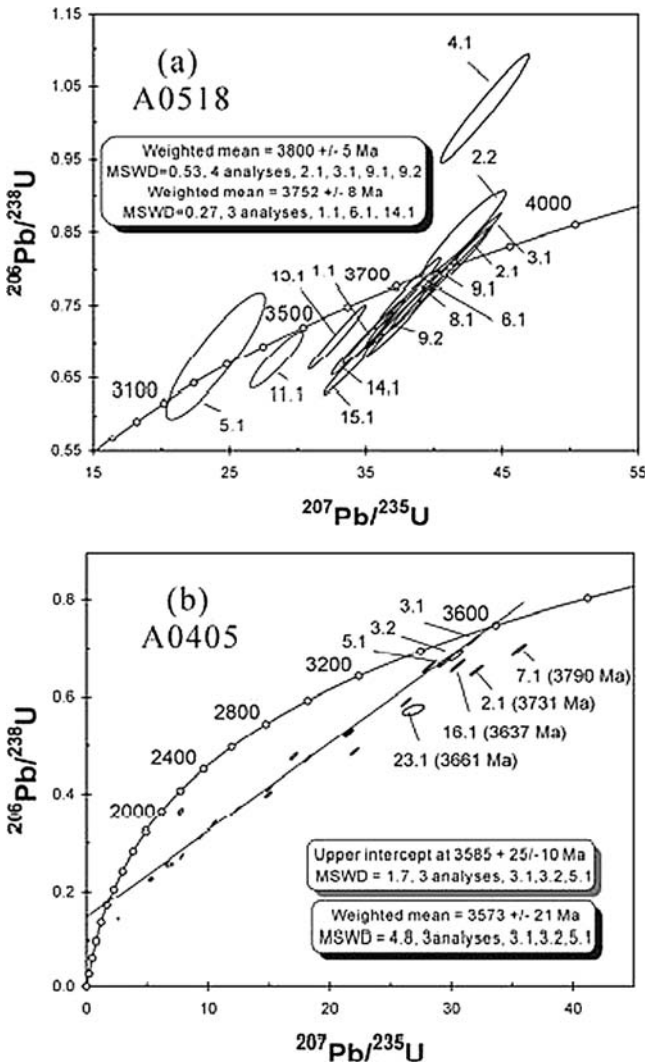 (a)
A0518
Weighted mean = 3800 +/- 5 Ma
MSWD=0.53, 4 analyses, 2.1, 3.1, 9.1, 9.2
Weighted mean = 3752 +/- 8 Ma
MSWD=0.27, 3 analyses, 1.1, 6.1, 14.1
1.15
1.05
0.95
0.85
0.75
0.65
0.55
206Pb/238U
4.1
2.2
4000
3.1
2.1
9.1
6.1
8.1
9.2
3700
1.1
10.1
3500
14.1
15.1
11.1
3100
5.1
15
25
35
45
55
207Pb/235U
(b)
A0405
0.8
0.6
0.4
0.2
0.0
206Pb/238U
3.1
3600
3.2
5.1
3200
2800
2400
2000
7.1 (3790 Ma)
2.1 (3731 Ma)
16.1 (3637 Ma)
23.1 (3661 Ma)
Upper intercept at 3585 + 25/-10 Ma
MSWD = 1.7, 3 analyses, 3.1,3.2,5.1
Weighted mean = 3573 +/- 21 Ma
MSWD = 4.8, 3analyses, 3.1,3.2,5.1
0
10
20
30
40
207Pb/235U